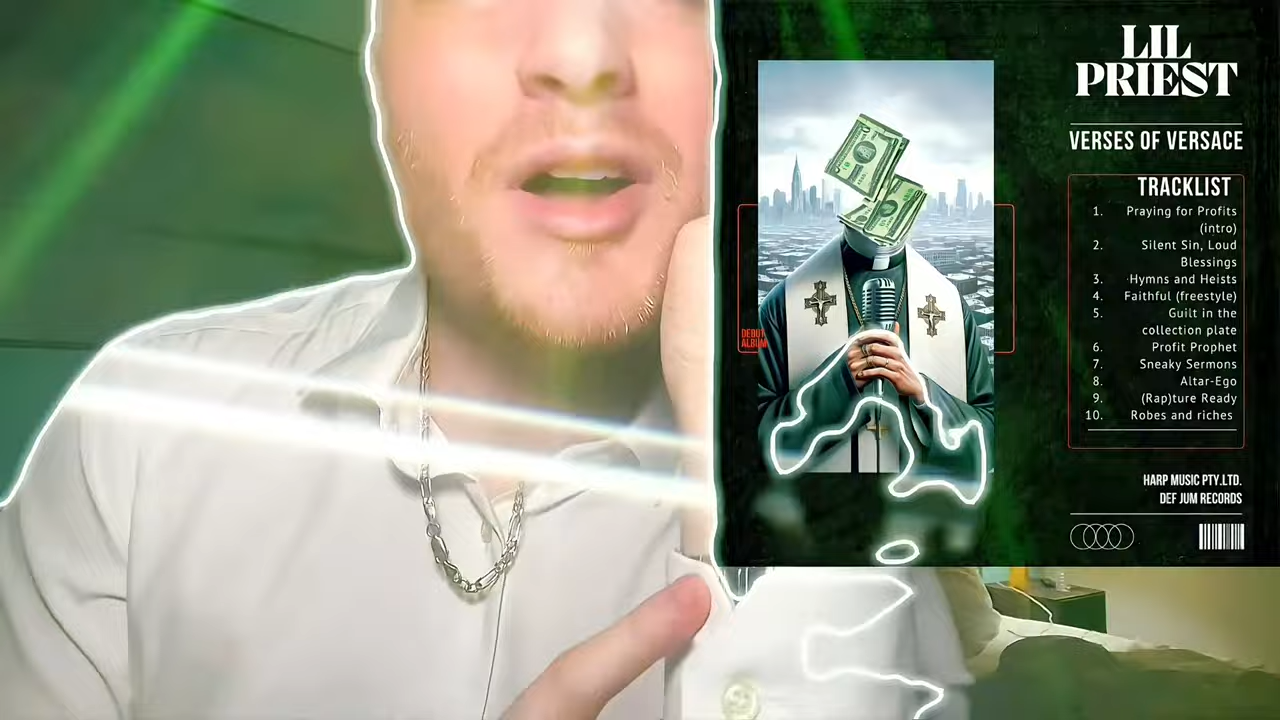 LIL
PRIEST
VERSES OF VERSACE
TRACKLIST
1. Praying for Profits
(intro)
2. Silent Sin, Loud
Blessings
3. Hymns and Heists
4. Faithful (freestyle)
5. Guilt in the
collection plate
6. Profit Prophet
7. Sneaky Sermons
8. Altar-Ego
9. (Rap)ture Ready
10. Robes and riches
DEBUT
ALBUM
HARP MUSIC PTY.LTD.
DEF JUM RECORDS